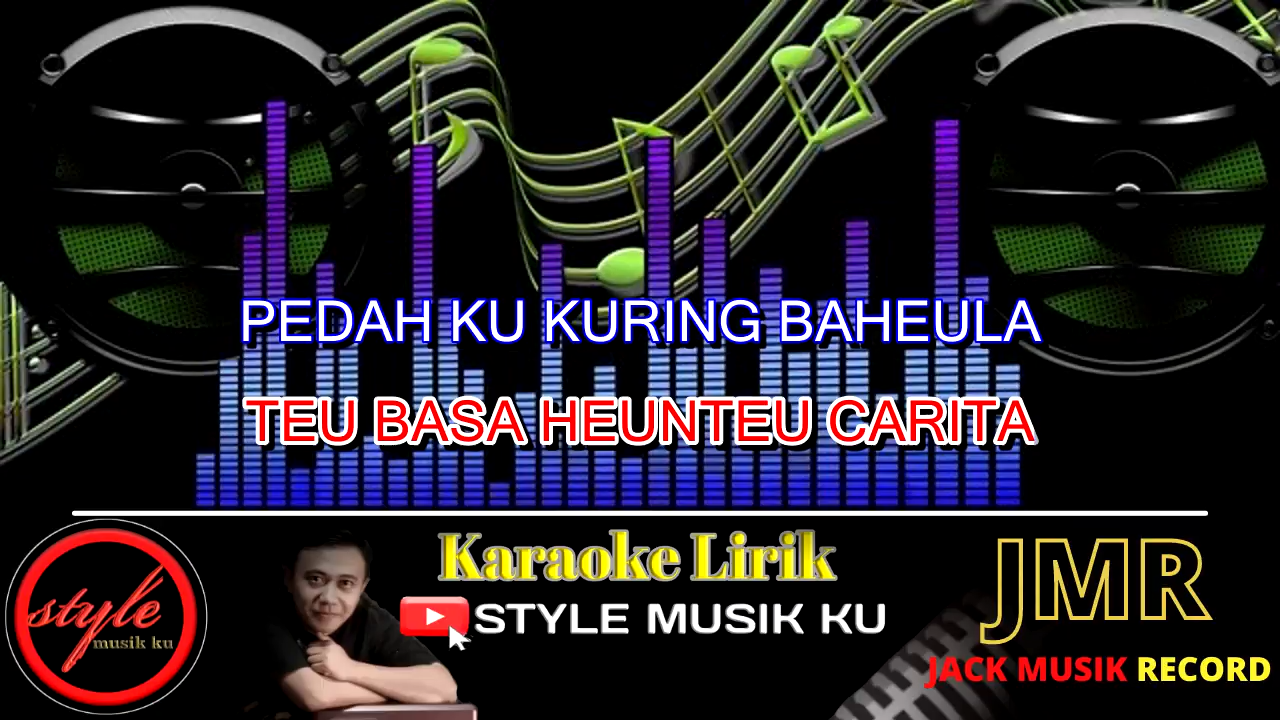 PEDAH KU KURING BAHEULA
TEU BASA HEUNTEU CARITA
style
musik ku
Karaoke Lirik
STYLE MUSIK KU
JMR
JACK MUSIK RECORD